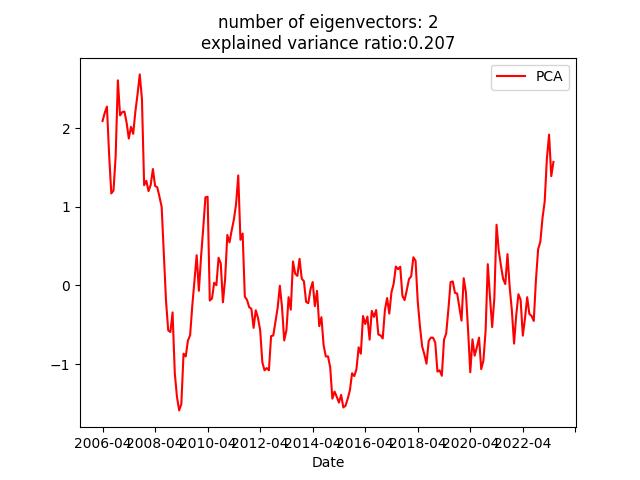 number of eigenvectors: 2
explained variance ratio:0.207
PCA
2
1
0
−1
2006-04 2008-04 2010-04 2012-04 2014-04 2016-04 2018-04 2020-04 2022-04
Date